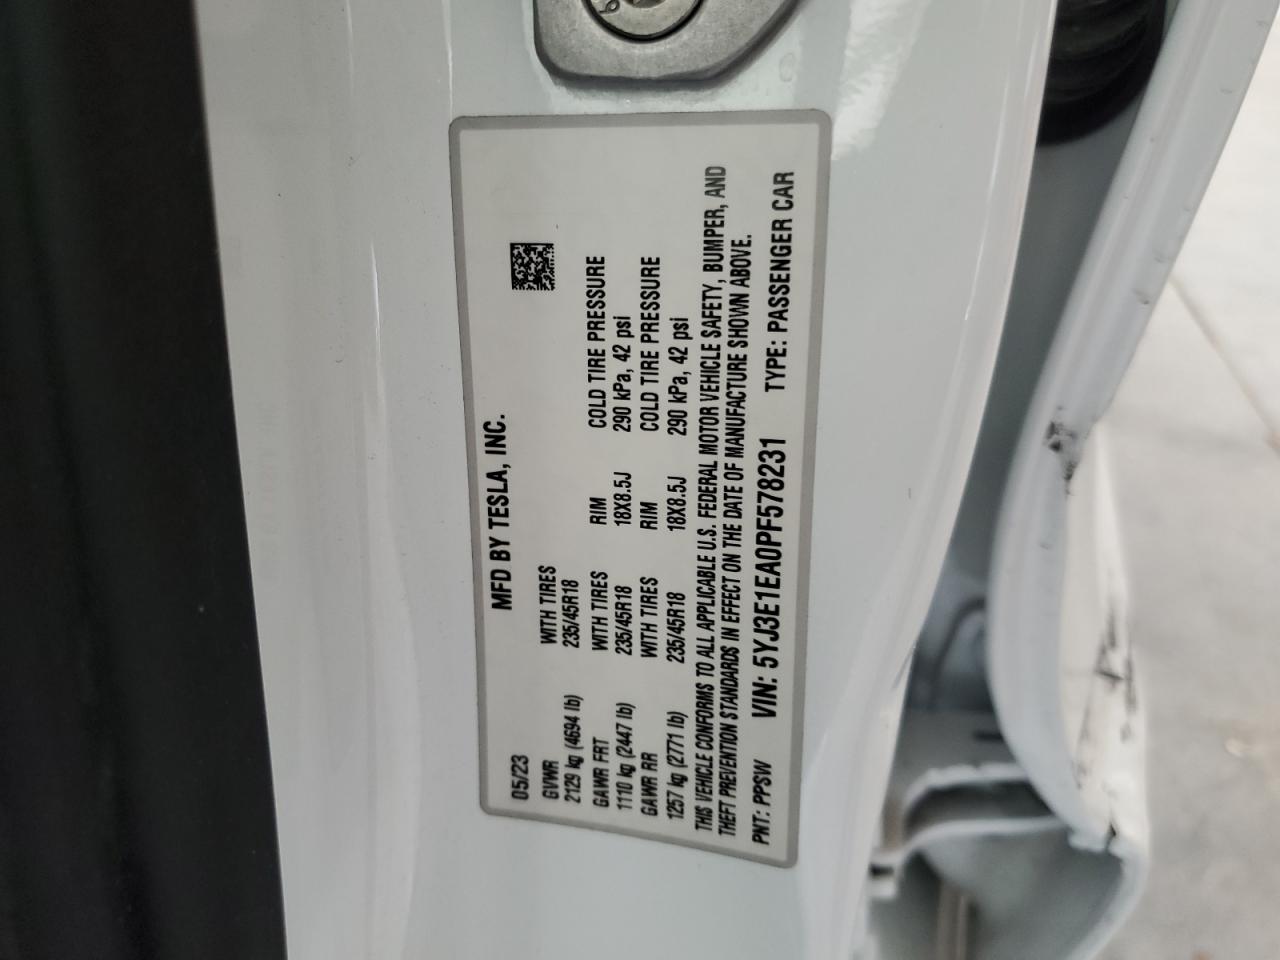 MFD BY TESLA, INC.
05/23
GVWR WITH TIRES
2129 kg (4694 lb) 235/45R18
GAWR FRT WITH TIRES RIM COLD TIRE PRESSURE
1110 kg (2447 lb) 235/45R18 18X8.5J 290 kPa, 42 psi
GAWR RR WITH TIRES RIM COLD TIRE PRESSURE
1257 kg (2771 lb) 235/45R18 18X8.5J 290 kPa, 42 psi
THIS VEHICLE CONFORMS TO ALL APPLICABLE U.S. FEDERAL MOTOR VEHICLE SAFETY, BUMPER, AND
THEFT PREVENTION STANDARDS IN EFFECT ON THE DATE OF MANUFACTURE SHOWN ABOVE.
PNT: PPSW VIN: 5YJ3E1EA0PF578231 TYPE: PASSENGER CAR